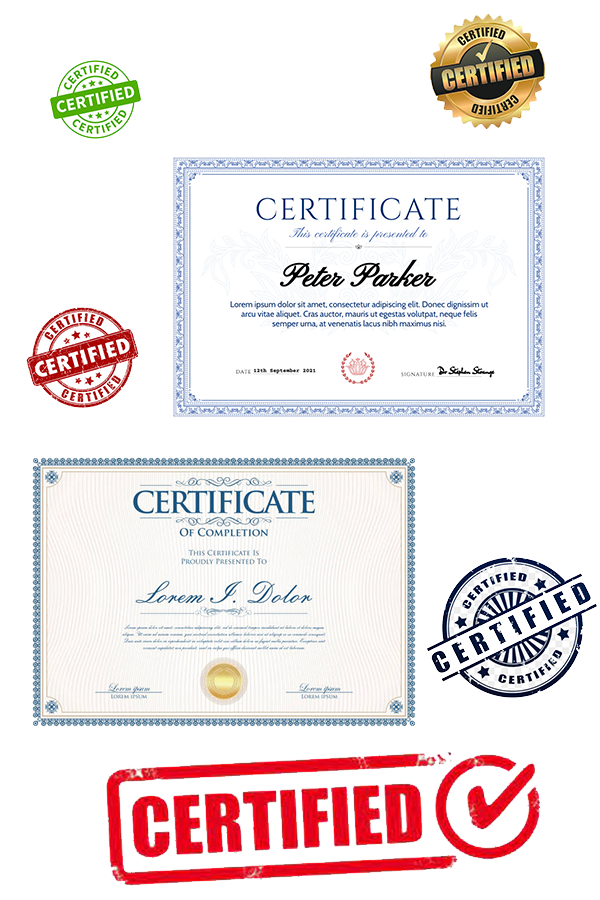 CERTIFIED
CERTIFIED
CERTIFIED
CERTIFIED
CERTIFIED
CERTIFIED
CERTIFICATE
This certificate is presented to
Peter Parker
Lorem ipsum dolor sit amet, consectetur adipiscing elit. Donec dignissim ut
arcu vitae aliquet. Cras auctor, mauris ut egestas volutpat, neque felis
semper urna, at venenatis lacus nibh maximus nisi.
DATE 12th September 2021
SIGNATURE Dr Stephen Strange
CERTIFIED
CERTIFIED
CERTIFIED
CERTIFICATE
OF COMPLETION
THIS CERTIFICATE IS
PROUDLY PRESENTED TO
Lorem I. Dolor
Lorem ipsum
LOREM IPSUM
Lorem ipsum
LOREM IPSUM
CERTIFIED
CERTIFIED
CERTIFIED
CERTIFIED